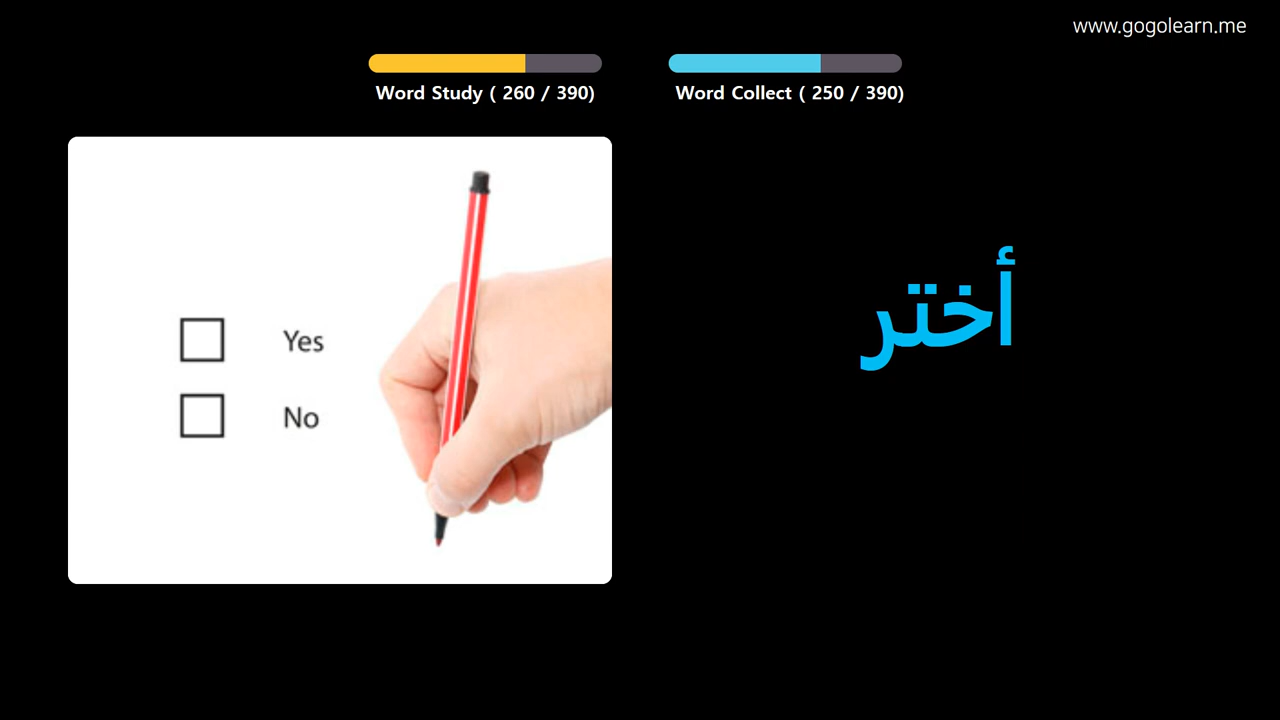 www.gogolearn.me
Word Study ( 260 / 390)
Word Collect ( 250 / 390)
Yes
No
أختر